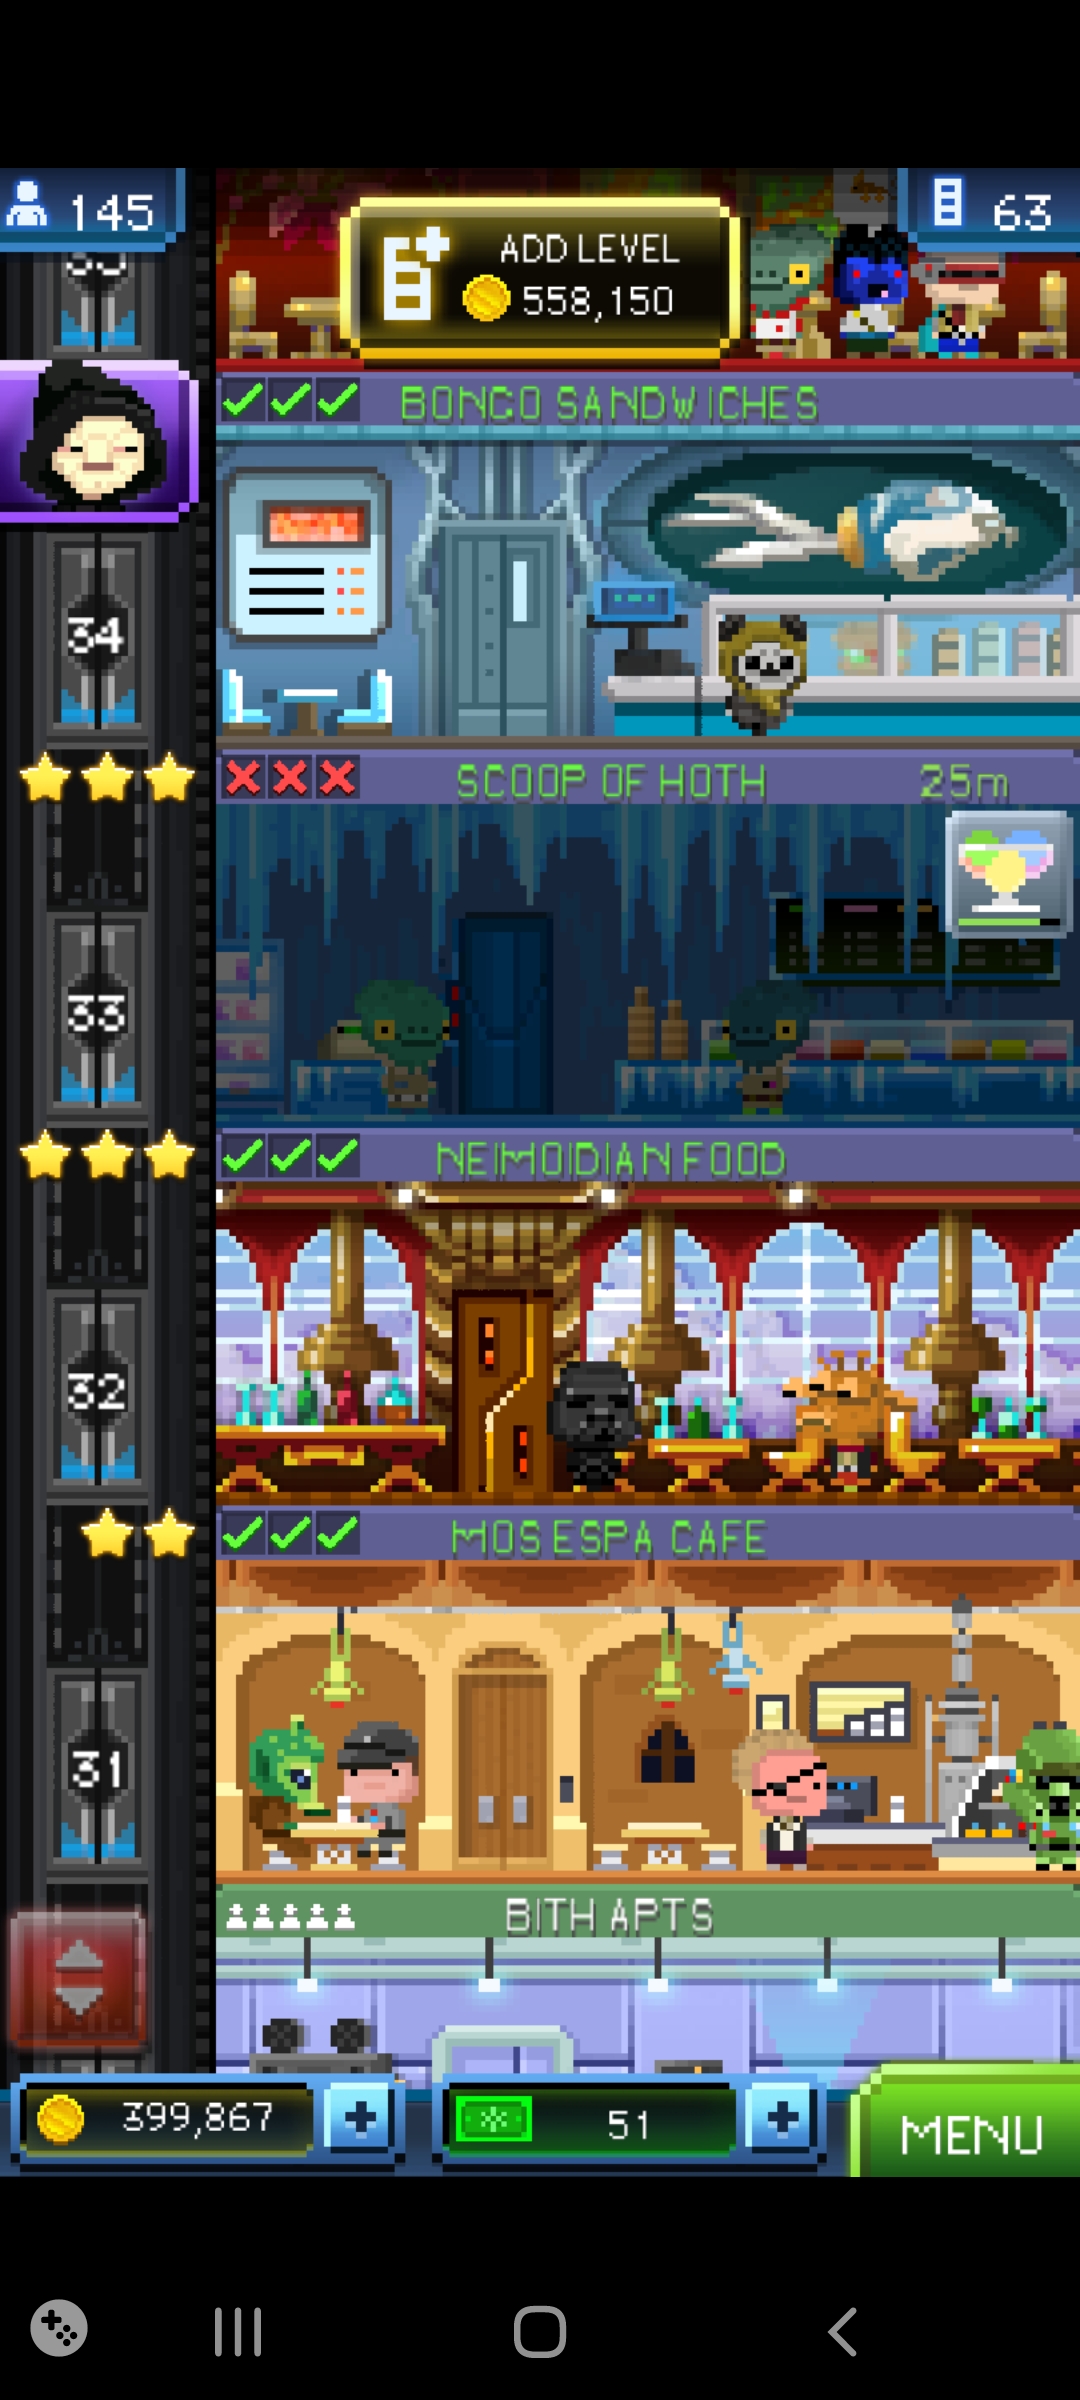 145
ADD LEVEL
558,150
63
BONGO SANDWICHES
34
SCOOP OF HOTH
25m
33
NEIMOIDIAN FOOD
32
MOS ESPA CAFE
31
BITH APTS
399,867
51
MENU